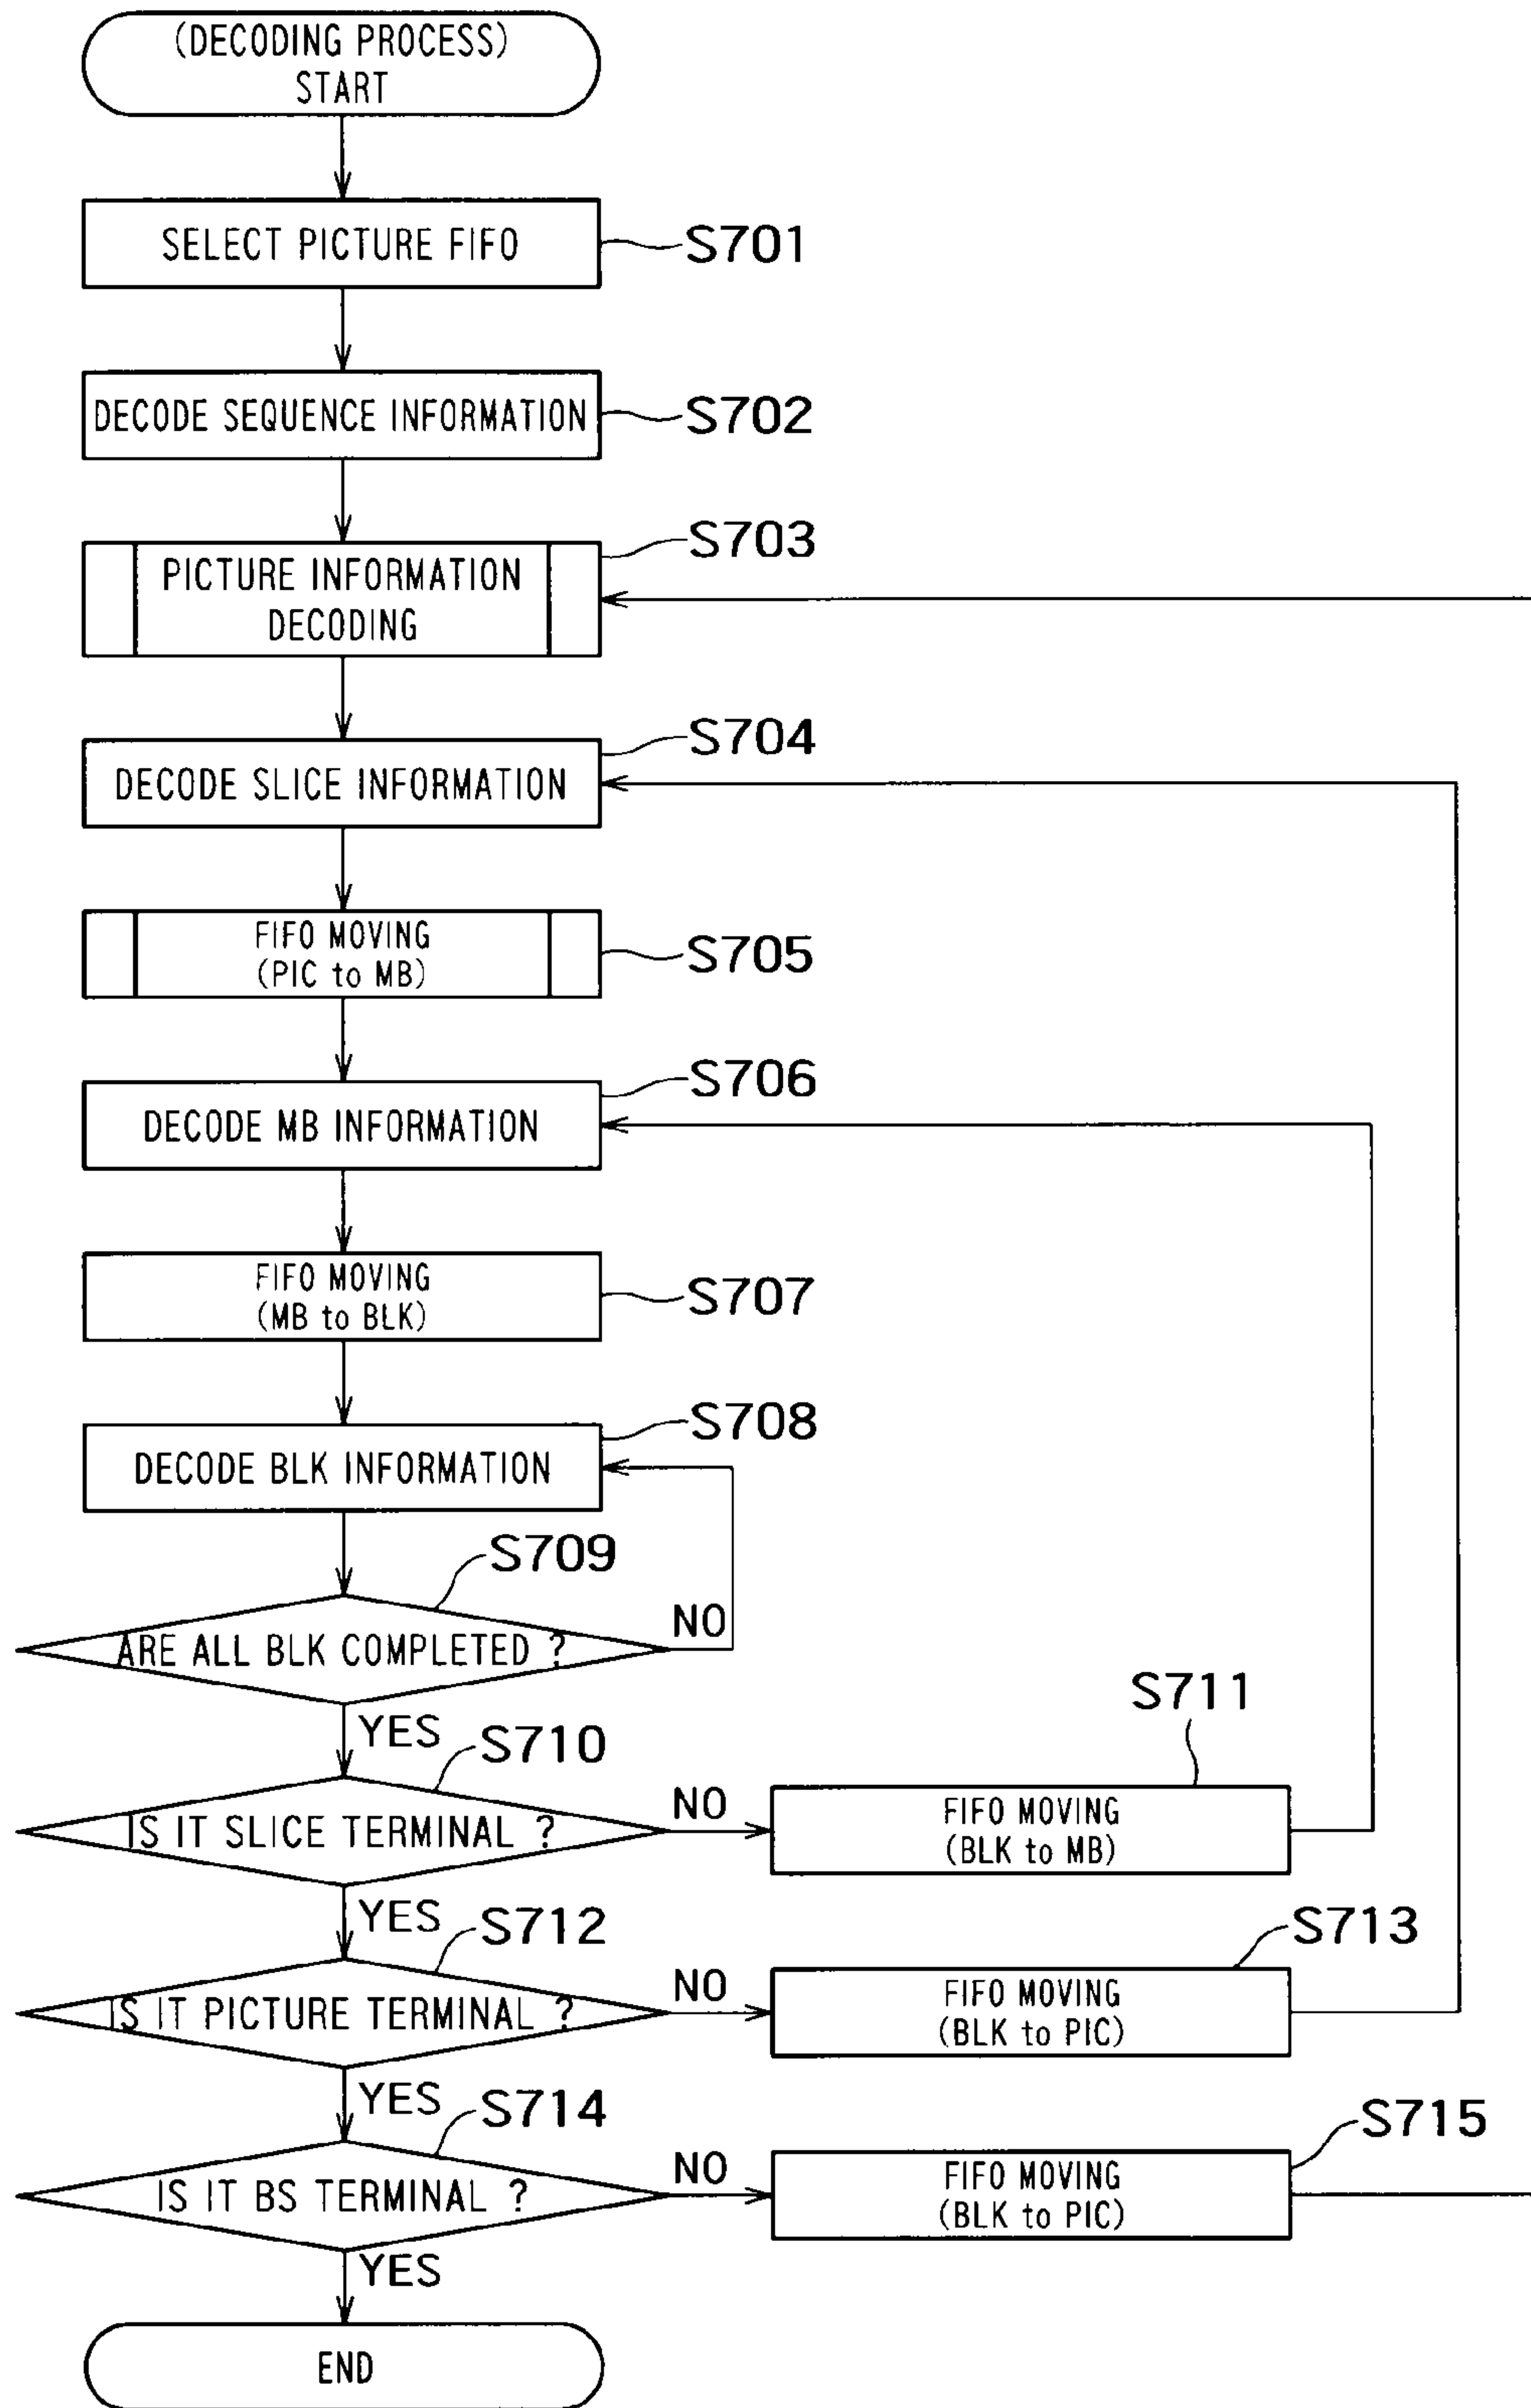 (DECODING PROCESS)
START
SELECT PICTURE FIFO
S701
DECODE SEQUENCE INFORMATION
S702
S703
PICTURE INFORMATION
DECODING
S704
DECODE SLICE INFORMATION
FIFO MOVING
(PIC to MB)
S705
S706
DECODE MB INFORMATION
FIFO MOVING
(MB to BLK)
S707
S708
DECODE BLK INFORMATION
S709
ARE ALL BLK COMPLETED ?
NO
YES
S710
S711
IS IT SLICE TERMINAL ?
NO
FIFO MOVING
(BLK to MB)
YES
S712
S713
IS IT PICTURE TERMINAL ?
NO
FIFO MOVING
(BLK to PIC)
YES
S714
S715
IS IT BS TERMINAL ?
NO
FIFO MOVING
(BLK to PIC)
YES
END